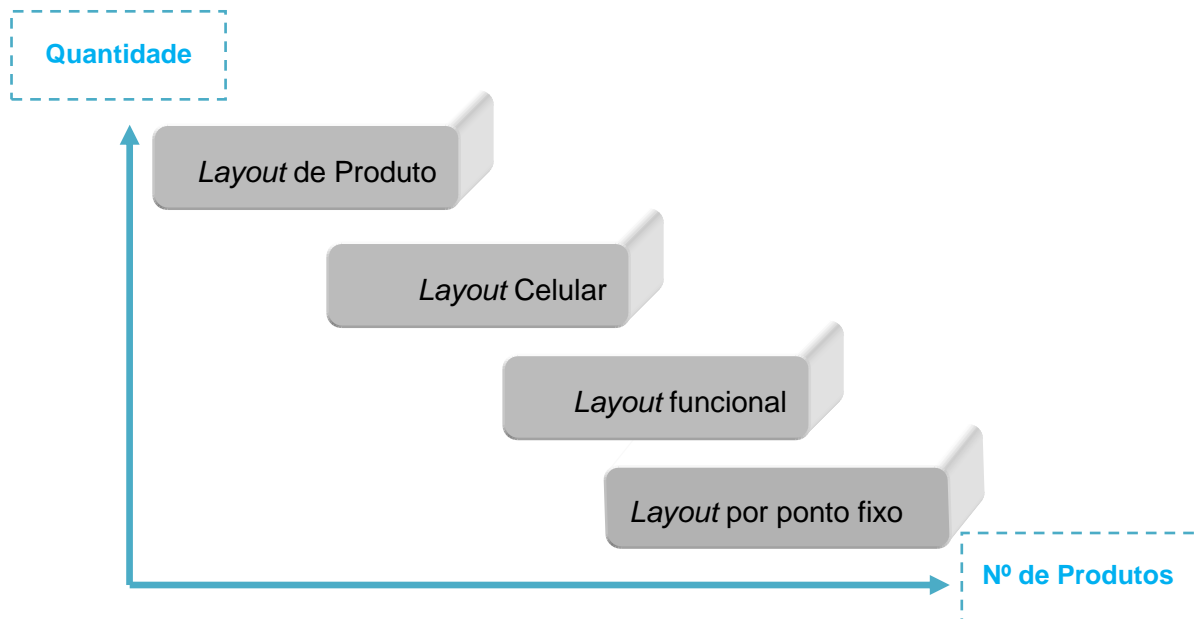 Quantidade
Layout de Produto
Layout Celular
Layout funcional
Layout por ponto fixo
Nº de Produtos